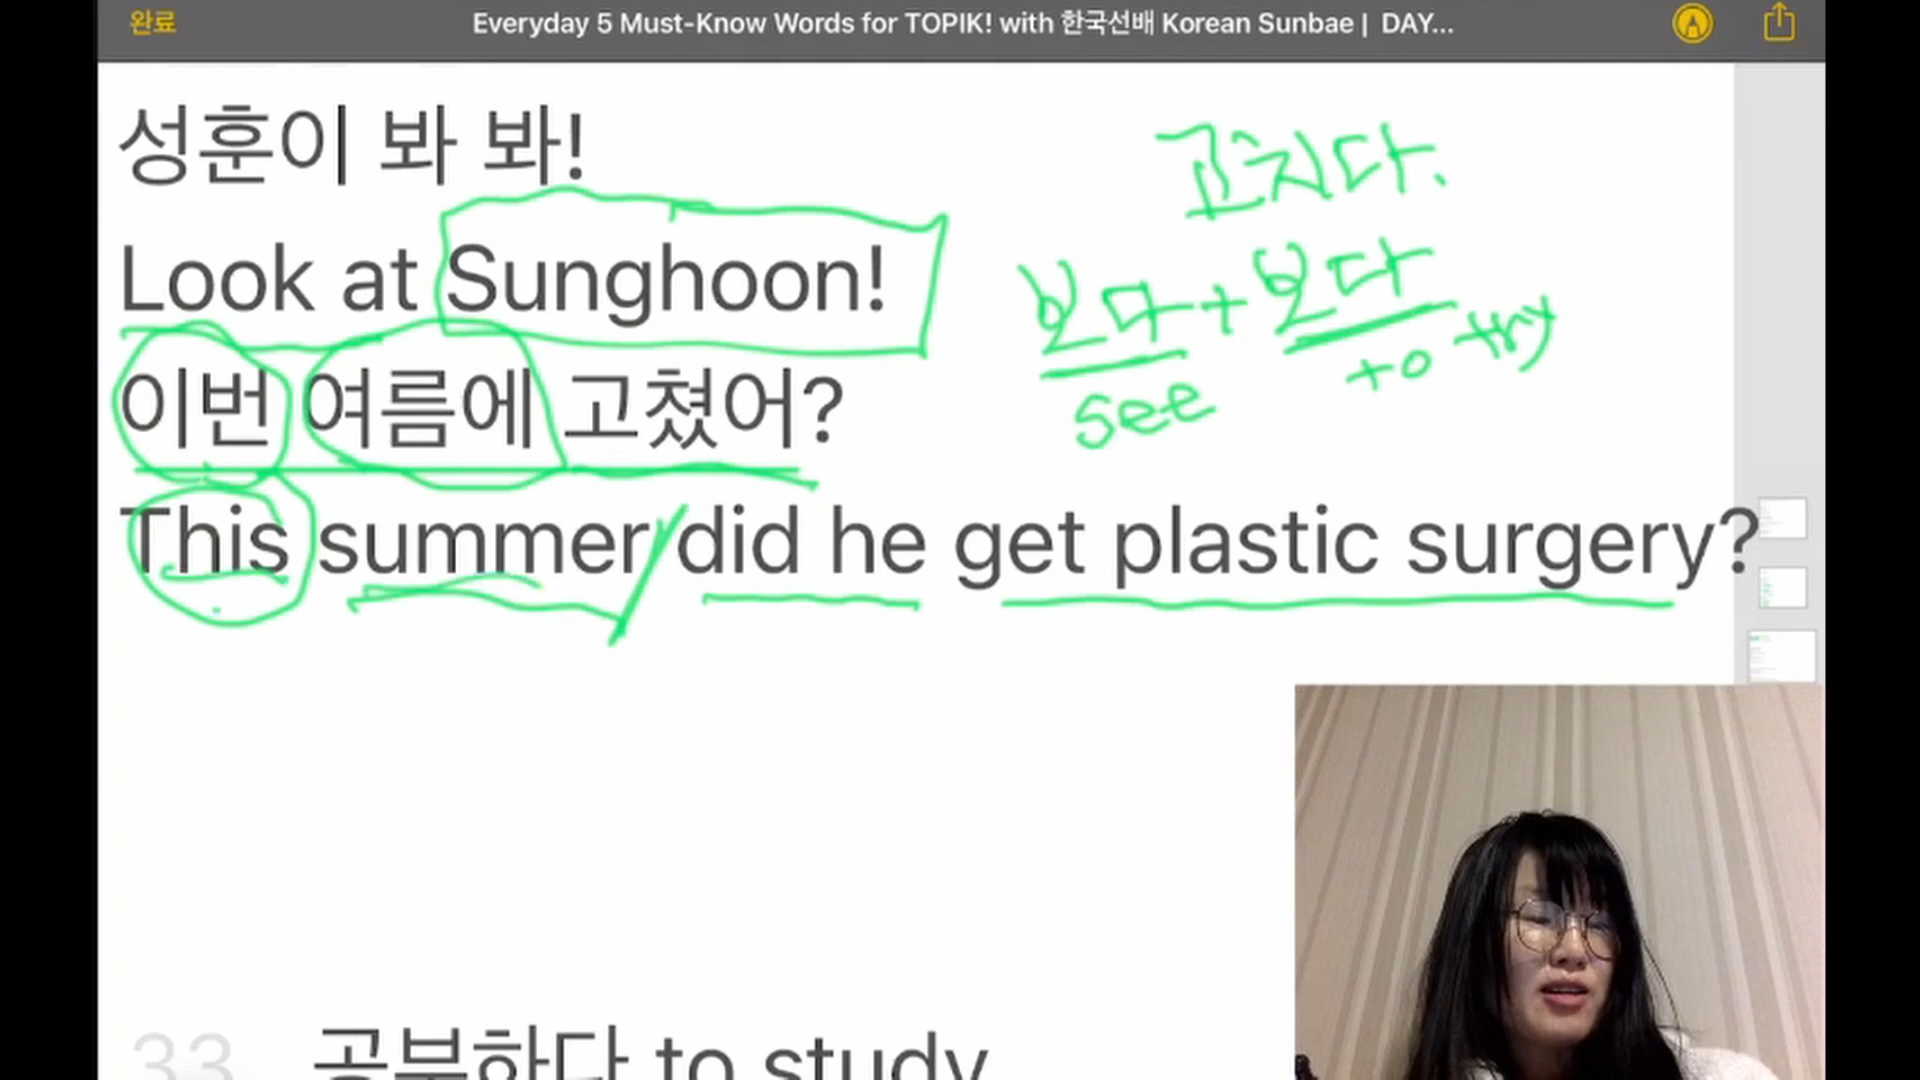 완료 Everyday 5 Must-Know Words for TOPIK! with 한국선배 Korean Sunbae | DAY...
성훈이 봐 봐!
고치다.
Look at Sunghoon!
보다 + 보다
see to try
이번 여름에 고쳤어?
This summer did he get plastic surgery?
33 공부하다 to study